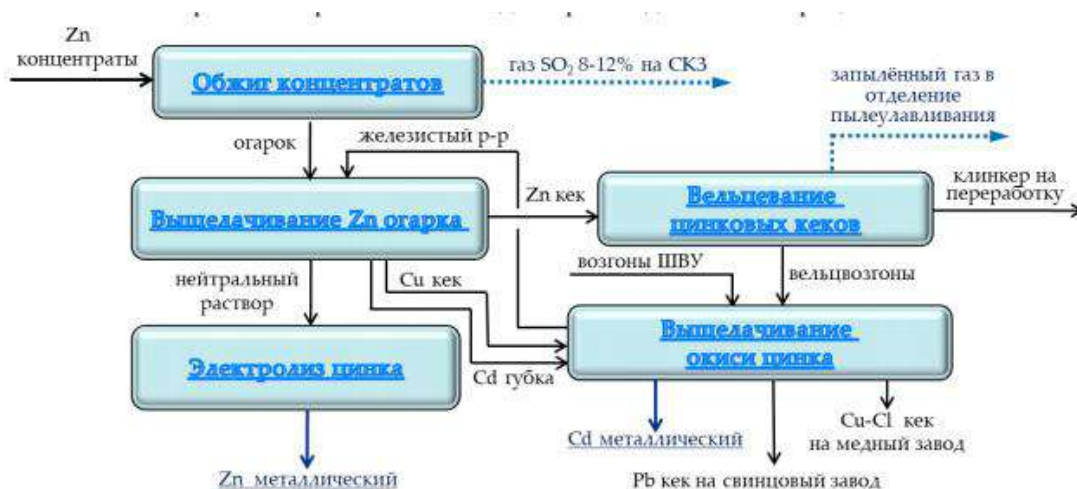 Zn
концентраты
Обжиг концентратов
газ SO₂ 8-12% на СКЗ
запылённый газ в
отделение
пылеулавливания
огарок
железистый р-р
клинкер на
переработку
Выщелачивание Zn огарка
Zn кек
Вельцевание
цинковых кеков
нейтральный
раствор
Cu кек
возгоны ШВУ
вельцвозгоны
Электролиз цинка
Выщелачивание
окиси цинка
Cd губка
Zn металлический
Cd металлический
Cu-Cl кек
на медный завод
Pb кек на свинцовый завод